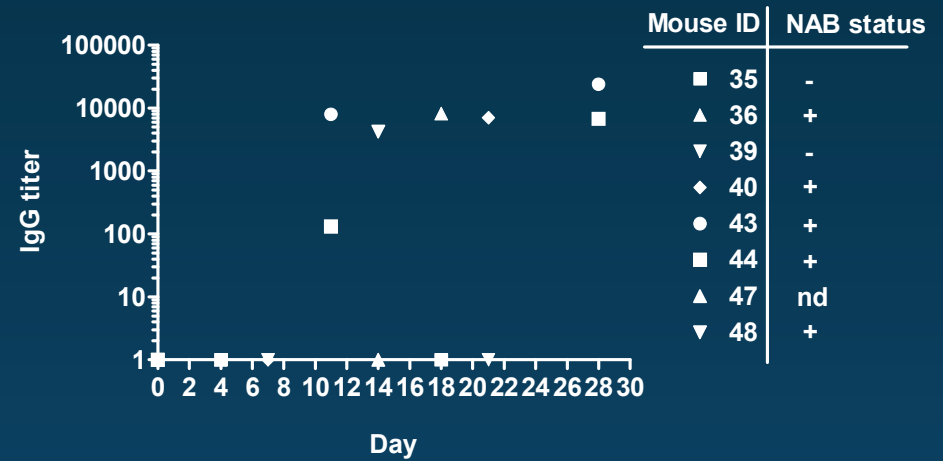 Mouse ID NAB status
35 -
36 +
39 -
40 +
43 +
44 +
47 nd
48 +
IgG titer
100000
10000
1000
100
10
1
0 2 4 6 8 10 12 14 16 18 20 22 24 26 28 30
Day